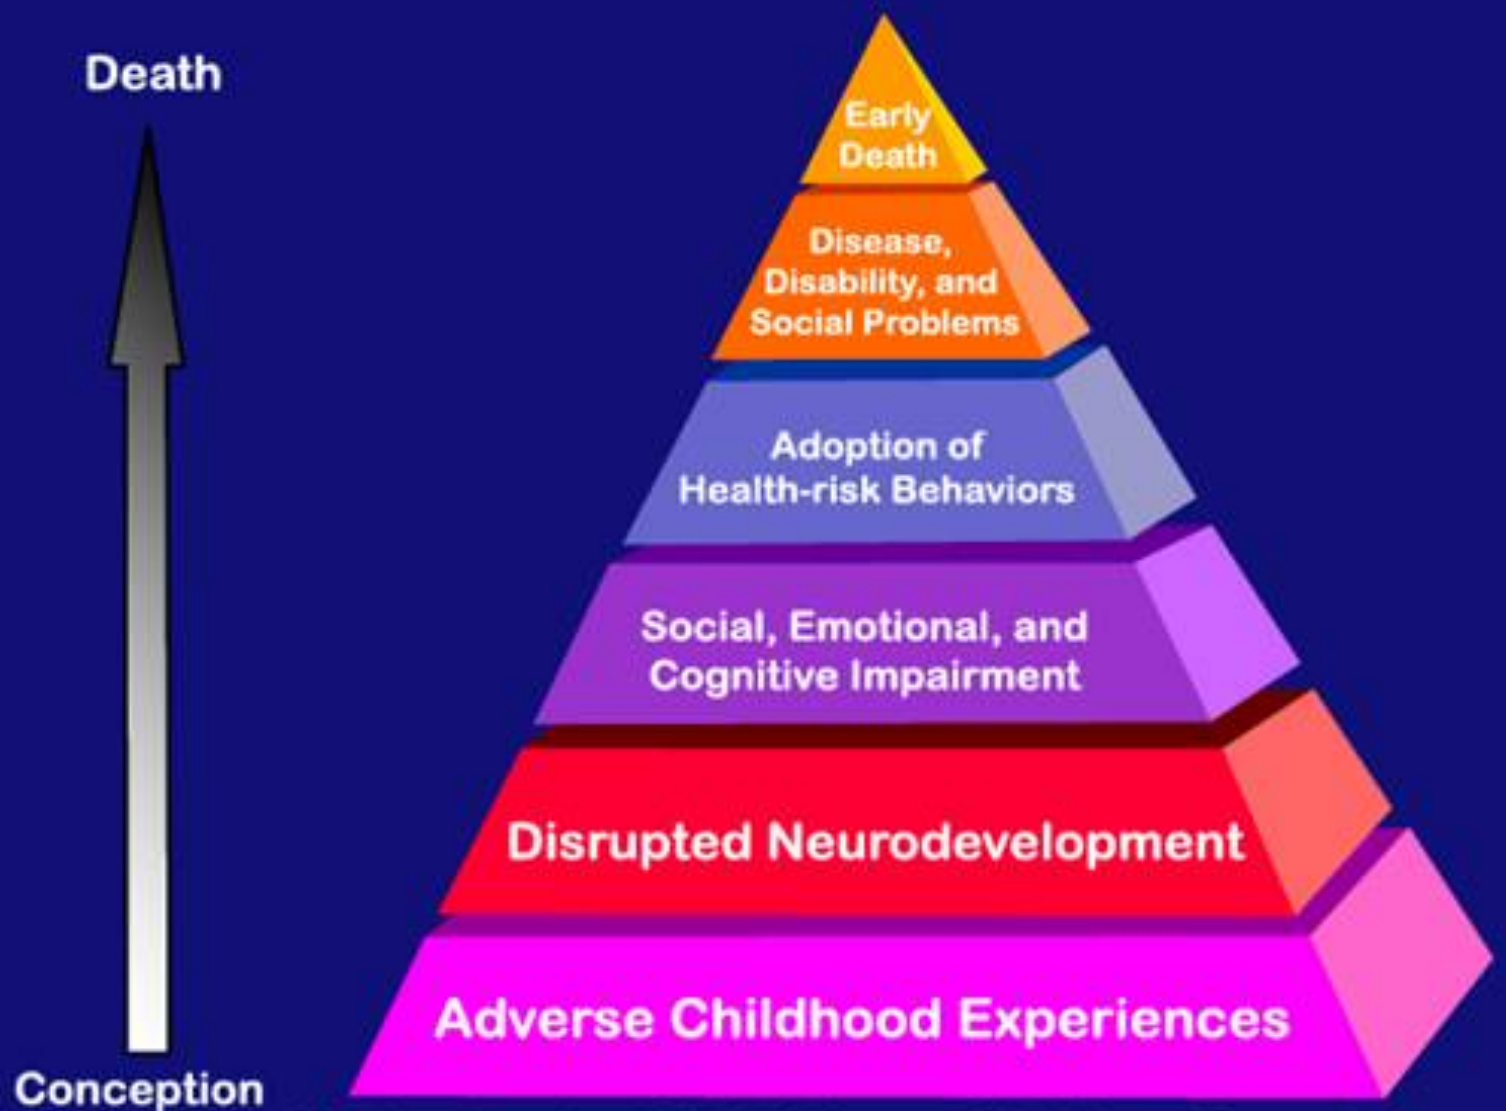 Death
Early
Death
Disease,
Disability, and
Social Problems
Adoption of
Health-risk Behaviors
Social, Emotional, and
Cognitive Impairment
Disrupted Neurodevelopment
Adverse Childhood Experiences
Conception